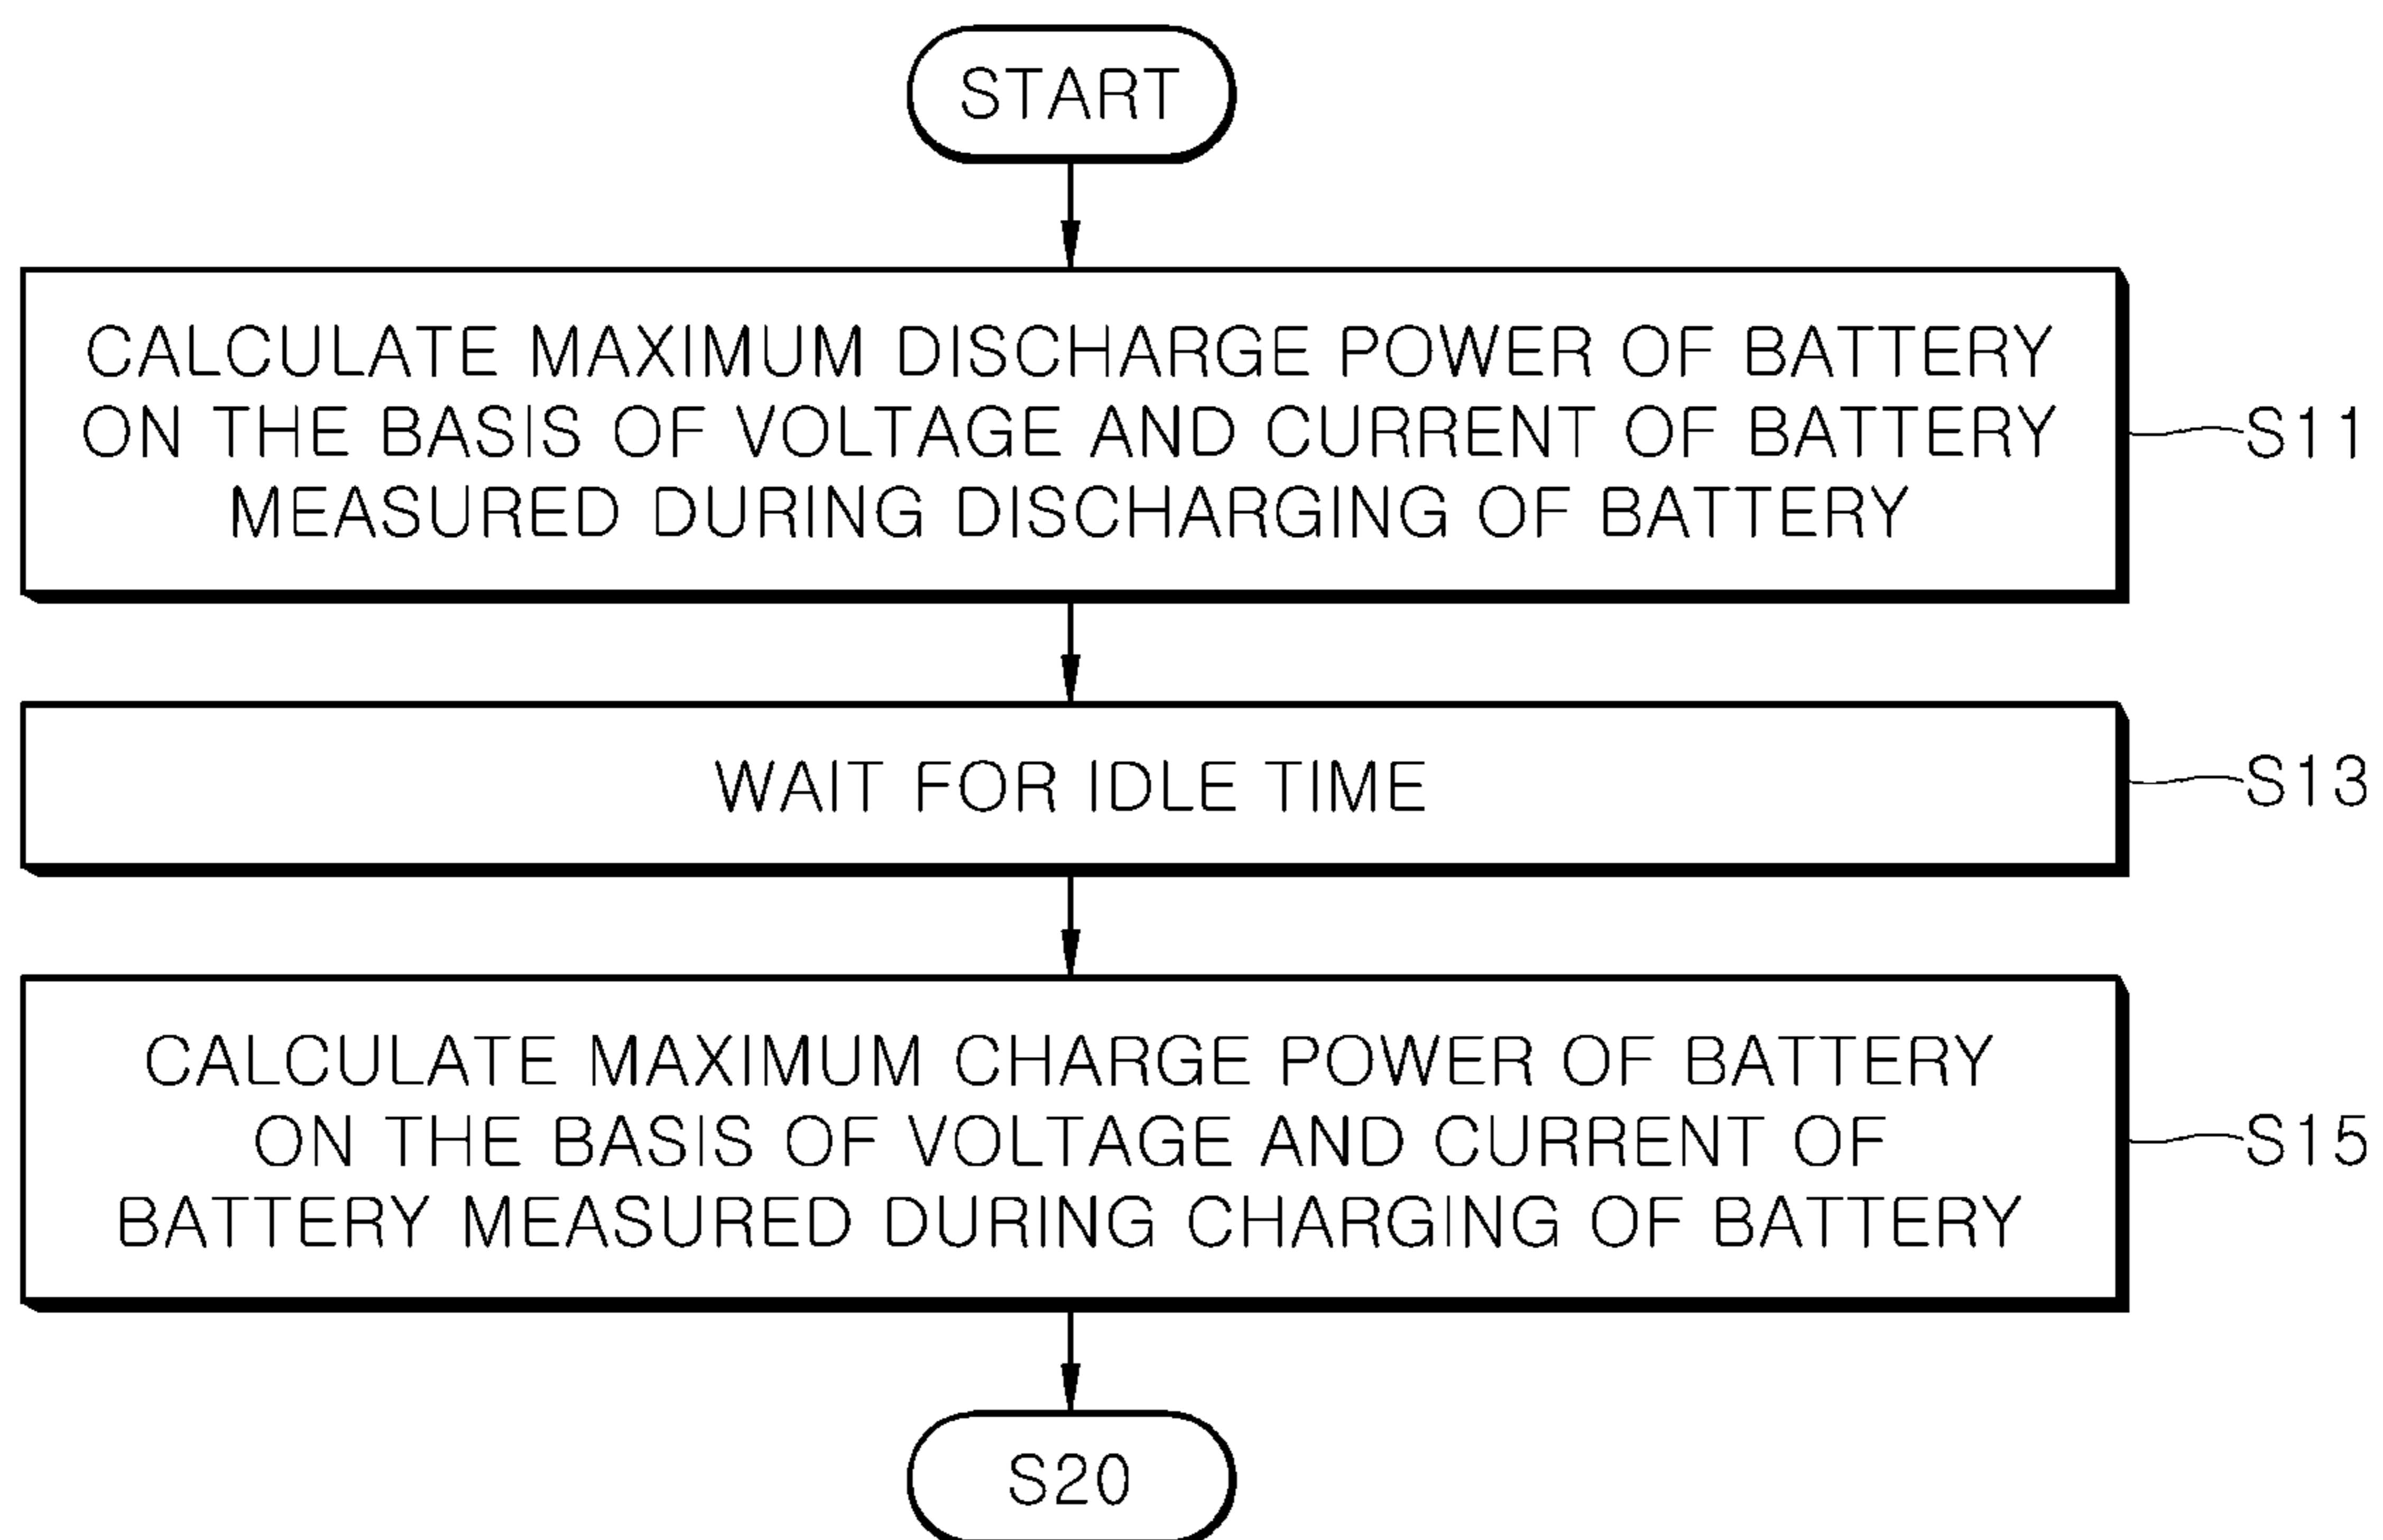 START
CALCULATE MAXIMUM DISCHARGE POWER OF BATTERY
ON THE BASIS OF VOLTAGE AND CURRENT OF BATTERY
MEASURED DURING DISCHARGING OF BATTERY
S11
WAIT FOR IDLE TIME
S13
CALCULATE MAXIMUM CHARGE POWER OF BATTERY
ON THE BASIS OF VOLTAGE AND CURRENT OF
BATTERY MEASURED DURING CHARGING OF BATTERY
S15
S20